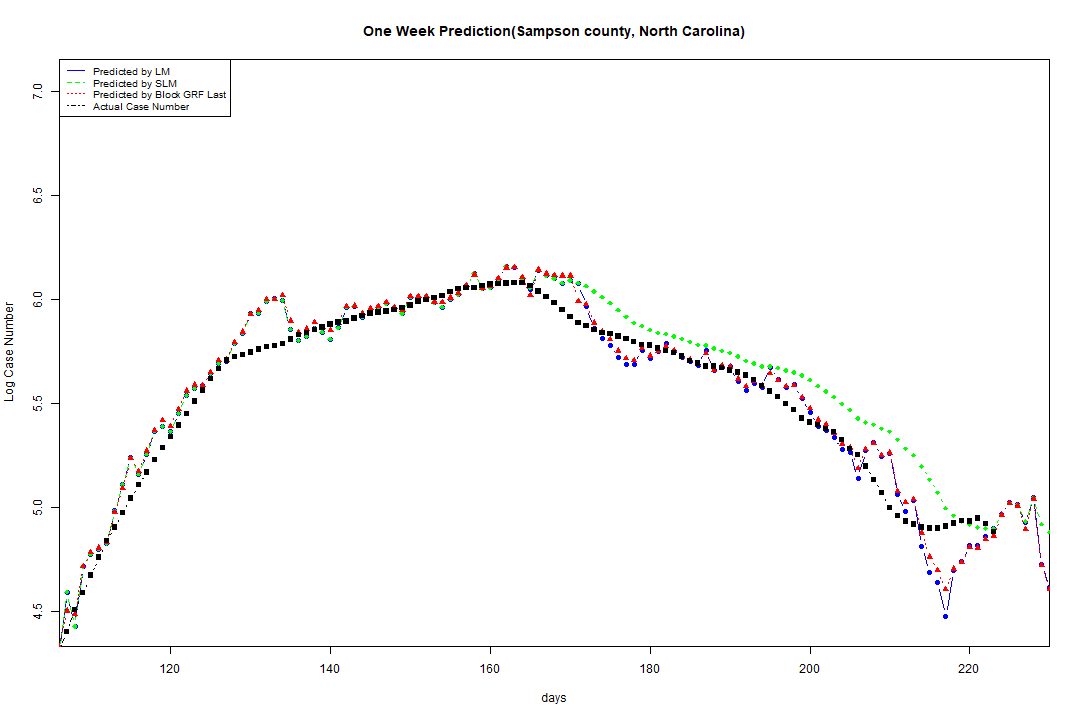 One Week Prediction(Sampson county, North Carolina)
Predicted by LM
Predicted by SLM
Predicted by Block GRF Last
Actual Case Number
7.0
6.5
6.0
5.5
5.0
4.5
Log Case Number
120 140 160 180 200 220
days